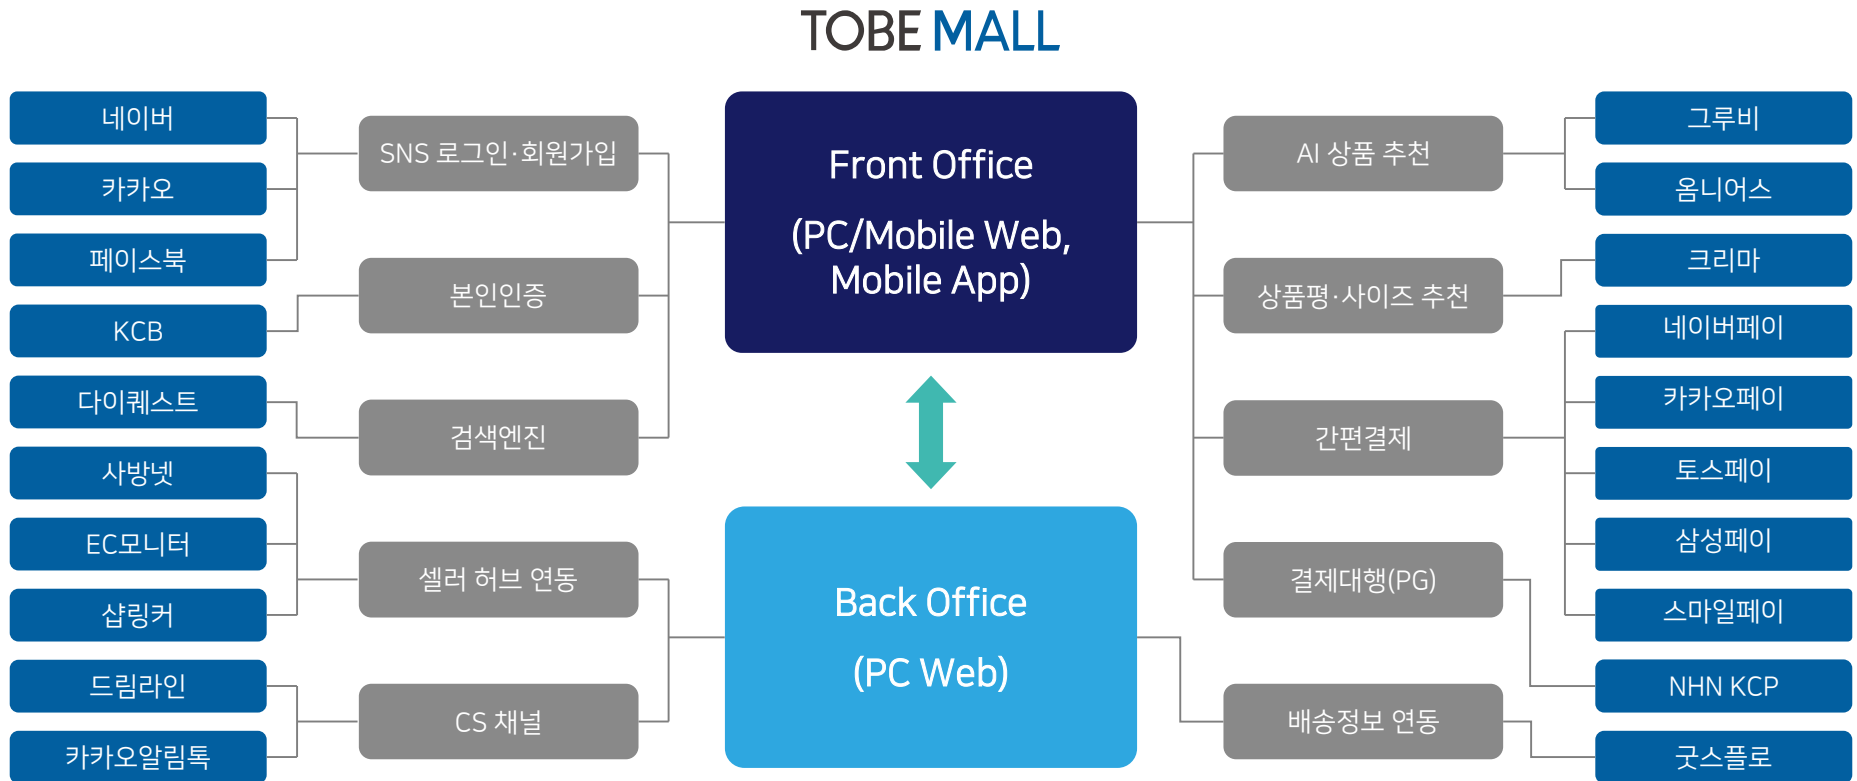 TOBE MALL
네이버
카카오
페이스북
KCB
다이퀘스트
사방넷
EC모니터
샵링커
드림라인
카카오알림톡
SNS 로그인·회원가입
본인인증
검색엔진
셀러 허브 연동
CS 채널
Front Office
(PC/Mobile Web,
Mobile App)
Back Office
(PC Web)
AI 상품 추천
상품평·사이즈 추천
간편결제
결제대행(PG)
배송정보 연동
그루비
옴니어스
크리마
네이버페이
카카오페이
토스페이
삼성페이
스마일페이
NHN KCP
굿스플로